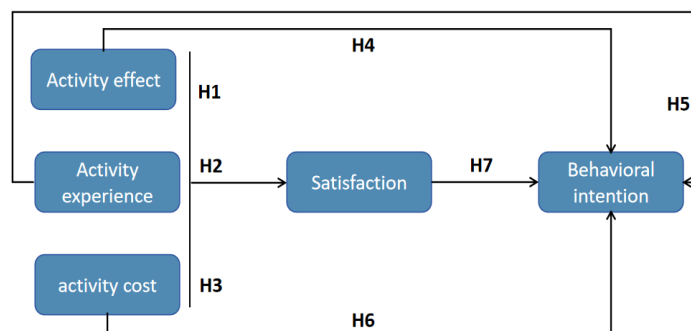 H4
Activity effect
H1
H5
Activity
experience
H2
Satisfaction
H7
Behavioral
intention
activity cost
H3
H6